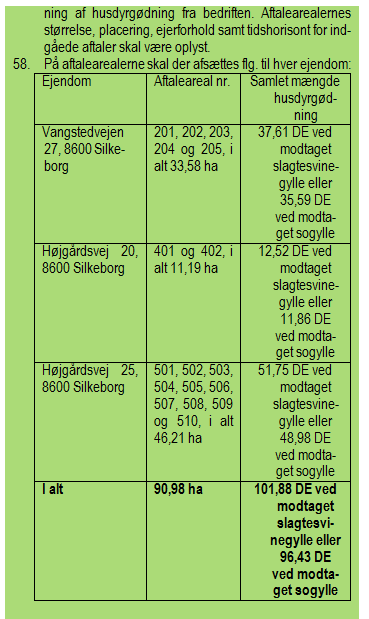 ning af husdyrgødning fra bedriften. Aftalearealernes
størrelse, placering, ejerforhold samt tidshorisont for ind-
gåede aftaler skal være oplyst.
58. På aftalearealerne skal der afsættes flg. til hver ejendom:
Ejendom
Aftaleareal nr.
Samlet mængde
husdyrgød-
ning
Vangstedvejen
27, 8600 Silke-
borg
201, 202, 203,
204 og 205, i
alt 33,58 ha
37,61 DE ved
modtaget
slagtesvine-
gylle eller
35,59 DE
ved modta-
get sogylle
Højgårdsvej 20,
8600 Silkeborg
401 og 402, i
alt 11,19 ha
12,52 DE ved
modtaget
slagtesvine-
gylle eller
11,86 DE
ved modta-
get sogylle
Højgårdsvej 25,
8600 Silkeborg
501, 502, 503,
504, 505, 506,
507, 508, 509
og 510, i alt
46,21 ha
51,75 DE ved
modtaget
slagtesvine-
gylle eller
48,98 DE
ved modta-
get sogylle
I alt
90,98 ha
101,88 DE ved
modtaget
slagtesvi-
negylle eller
96,43 DE
ved modta-
get sogylle